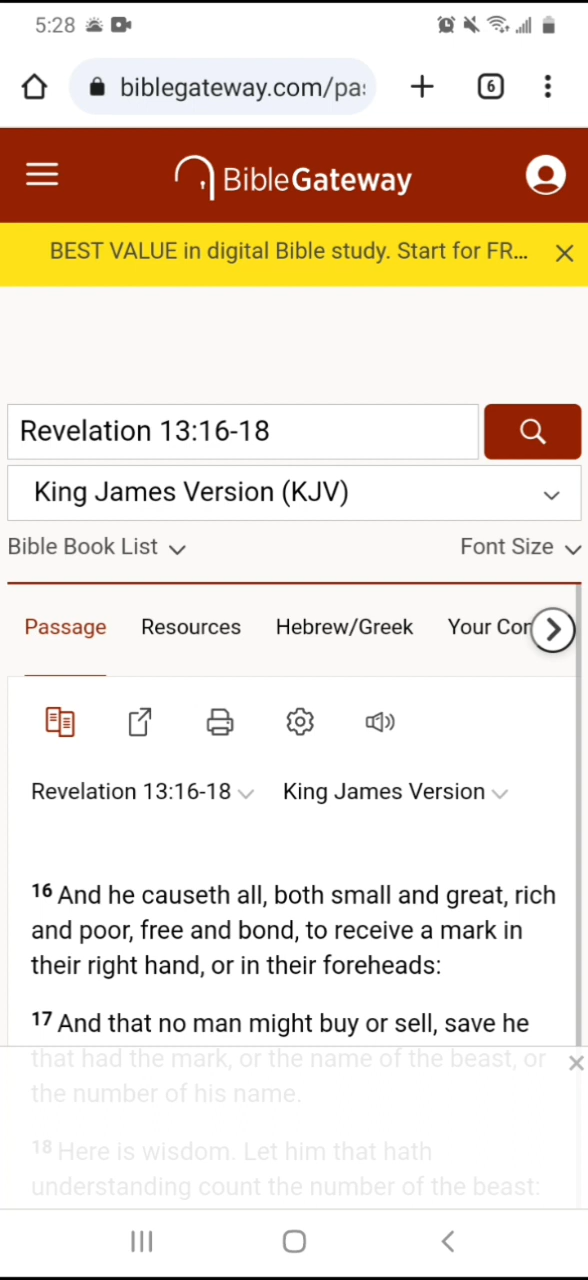 5:28
biblegateway.com/pa
6
BibleGateway
BEST VALUE in digital Bible study. Start for FR...
Revelation 13:16-18
King James Version (KJV)
Bible Book List
Font Size
Passage Resources Hebrew/Greek Your Con
Revelation 13:16-18 King James Version
16 And he causeth all, both small and great, rich
and poor, free and bond, to receive a mark in
their right hand, or in their foreheads:
17 And that no man might buy or sell, save he
that had the mark, or the name of the beast, or
the number of his name.
18 Here is wisdom. Let him that hath
understanding count the number of the beast: